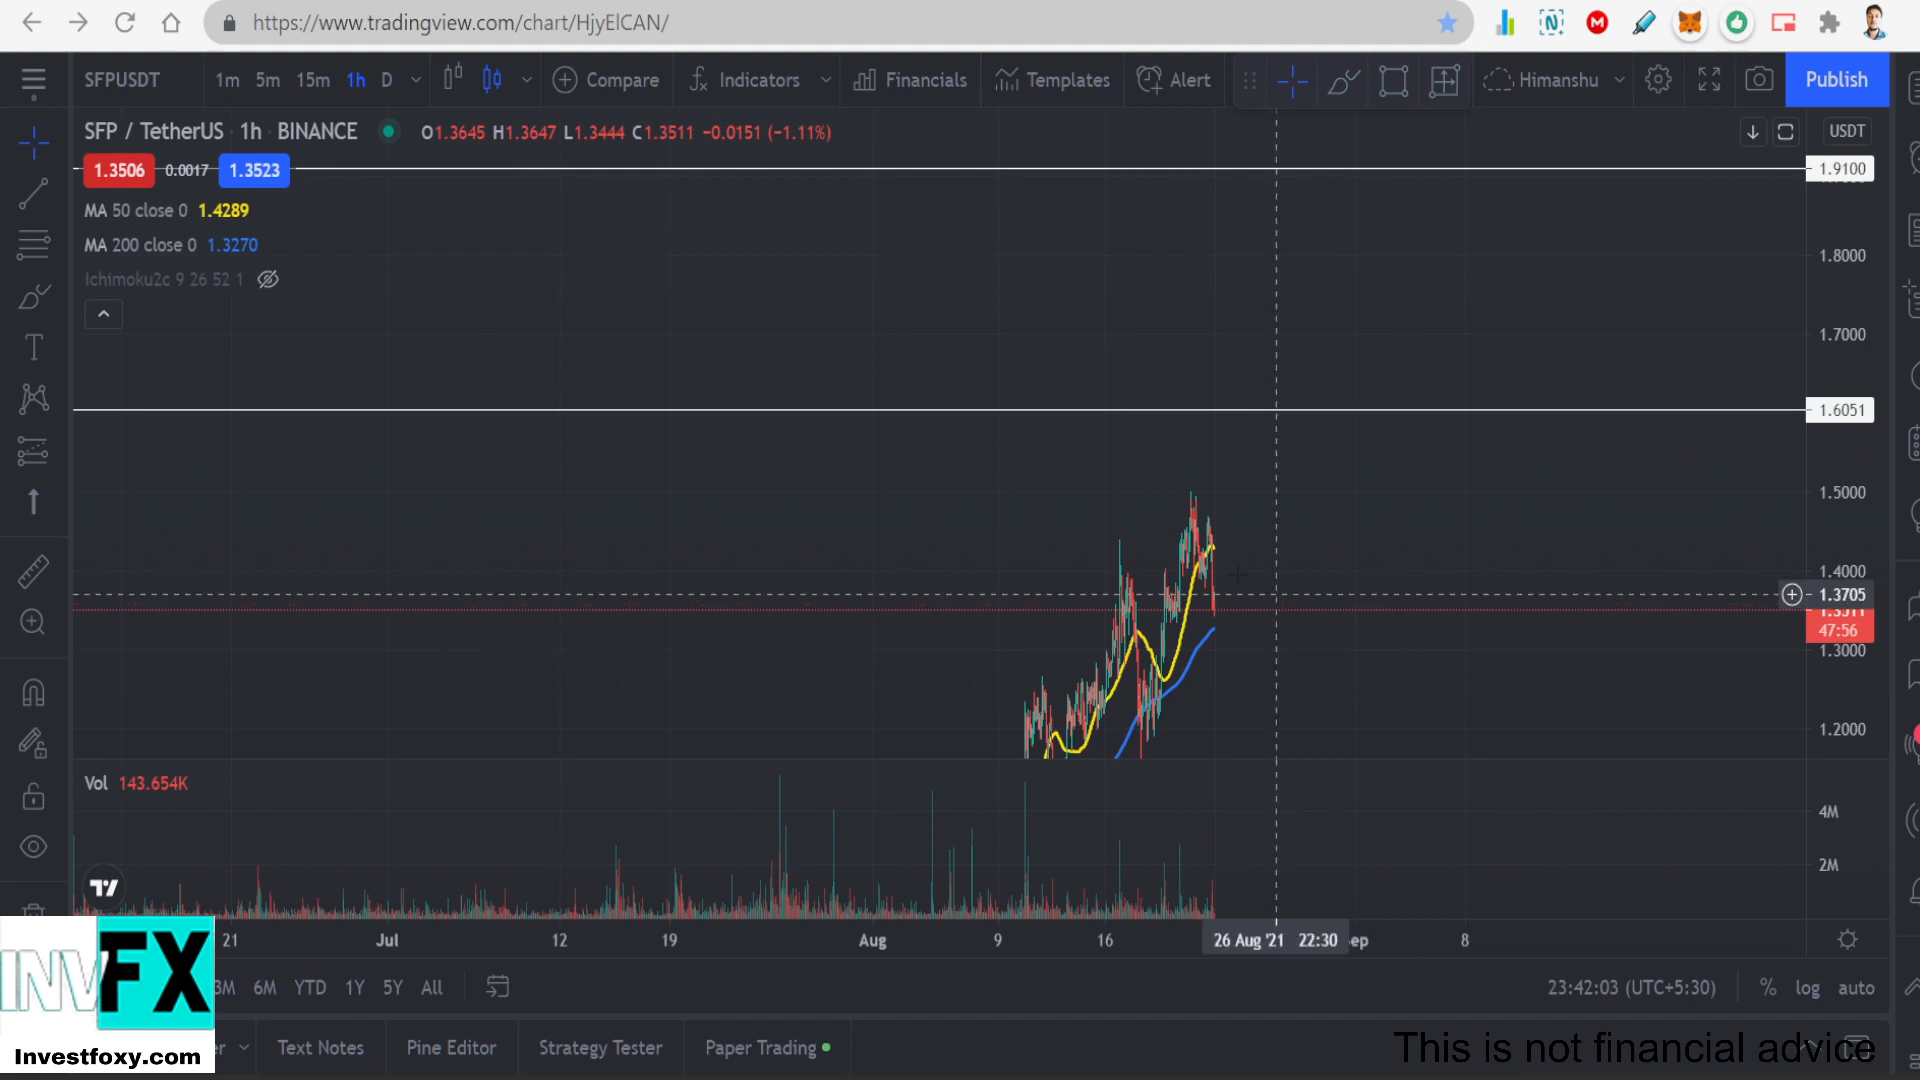 https://www.tradingview.com/chart/HjyElCAN/
SFPUSDT 1m 5m 15m 1h D Compare Indicators Financials Templates Alert Himanshu Publish
SFP / TetherUS 1h BINANCE O1.3645 H1.3647 L1.3444 C1.3511 −0.0151 (−1.11%) USDT
1.3506 0.0017 1.3523 1.9100
MA 50 close 0 1.4289
MA 200 close 0 1.3270
1.8000
Ichimoku2c 9 26 52 1
1.7000
1.6051
1.5000
1.4000
1.3705
1.3511
47:56
1.3000
1.2000
Vol 143.654K
4M
2M
21 Jul 12 19 Aug 9 16 26 Aug '21 22:30 ep 8
3M 6M YTD 1Y 5Y All 23:42:03 (UTC+5:30) % log auto
INV FX
er Text Notes Pine Editor Strategy Tester Paper Trading This is not financial advice
Investfoxy.com